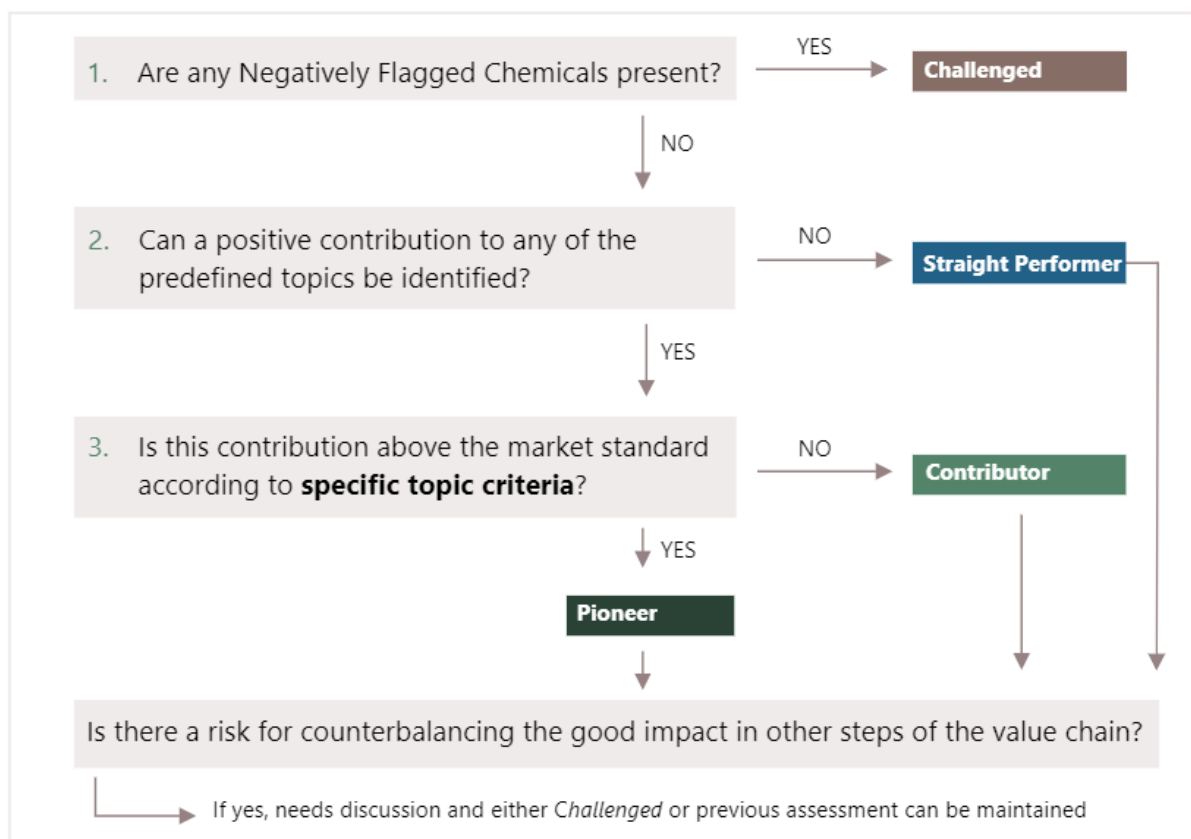 1. Are any Negatively Flagged Chemicals present?
YES
Challenged
NO
2. Can a positive contribution to any of the
predefined topics be identified?
NO
Straight Performer
YES
3. Is this contribution above the market standard
according to specific topic criteria?
NO
Contributor
YES
Pioneer
Is there a risk for counterbalancing the good impact in other steps of the value chain?
If yes, needs discussion and either Challenged or previous assessment can be maintained